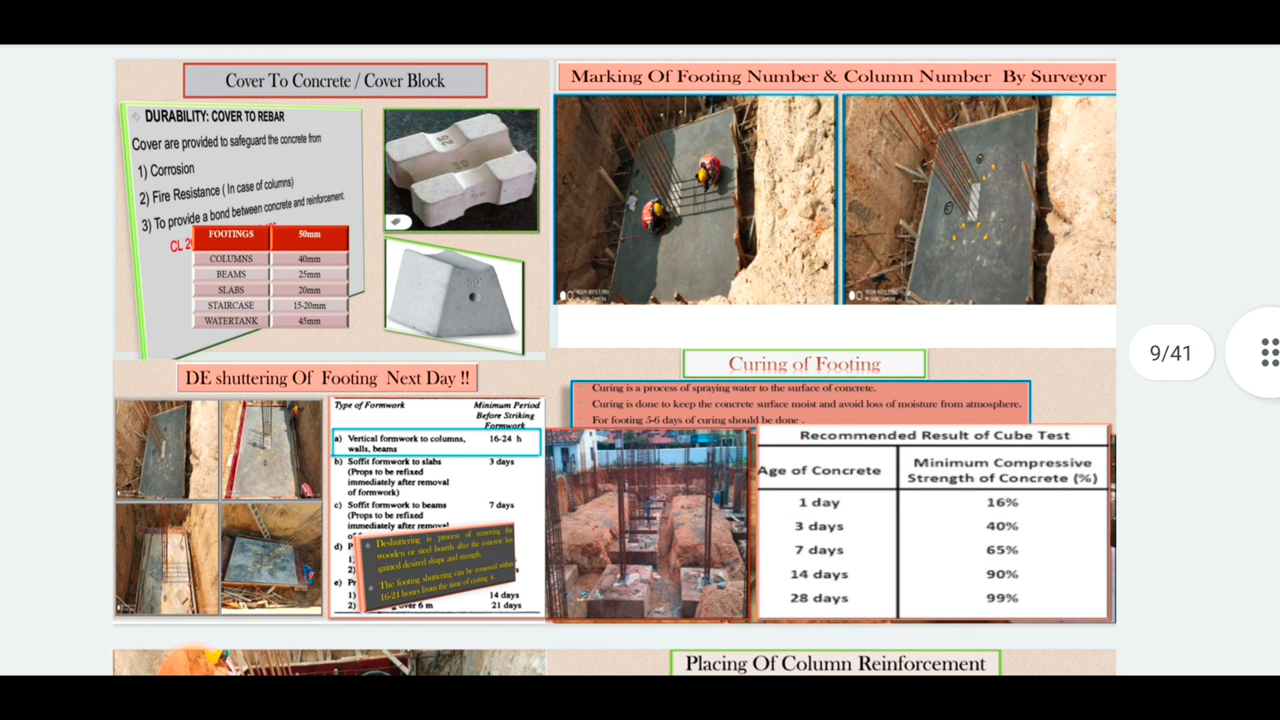 Cover To Concrete / Cover Block
DURABILITY: COVER TO REBAR
Cover are provided to safeguard the concrete from
1) Corrosion
2) Fire Resistance ( In case of columns)
3) To provide a bond between concrete and reinforcement.
CL
FOOTINGS 50mm
COLUMNS 40mm
BEAMS 25mm
SLABS 20mm
STAIRCASE 15-20mm
WATERTANK 45mm
Marking Of Footing Number & Column Number By Surveyor
DE shuttering Of Footing Next Day !!
Type of Formwork Minimum Period
Before Striking
Formwork
a) Vertical formwork to columns, 16-24 h
walls, beams
b) Soffit formwork to slabs 3 days
(Props to be refixed
immediately after removal
of formwork)
c) Soffit formwork to beams 7 days
(Props to be refixed
immediately after removal
d) P
1)
2)
e) Pr
1) 14 days
2) over 6 m 21 days
Deshuttering is process of removing the
wooden or steel boards after the concrete has
gained desired shape and strength.
The footing shuttering can be removed within
16-24 hours from the time of casting it.
Curing of Footing
Curing is a process of spraying water to the surface of concrete.
Curing is done to keep the concrete surface moist and avoid loss of moisture from atmosphere.
For footing 5-6 days of curing should be done .
Recommended Result of Cube Test
Age of Concrete Minimum Compressive
Strength of Concrete (%)
1 day 16%
3 days 40%
7 days 65%
14 days 90%
28 days 99%
9/41
Placing Of Column Reinforcement